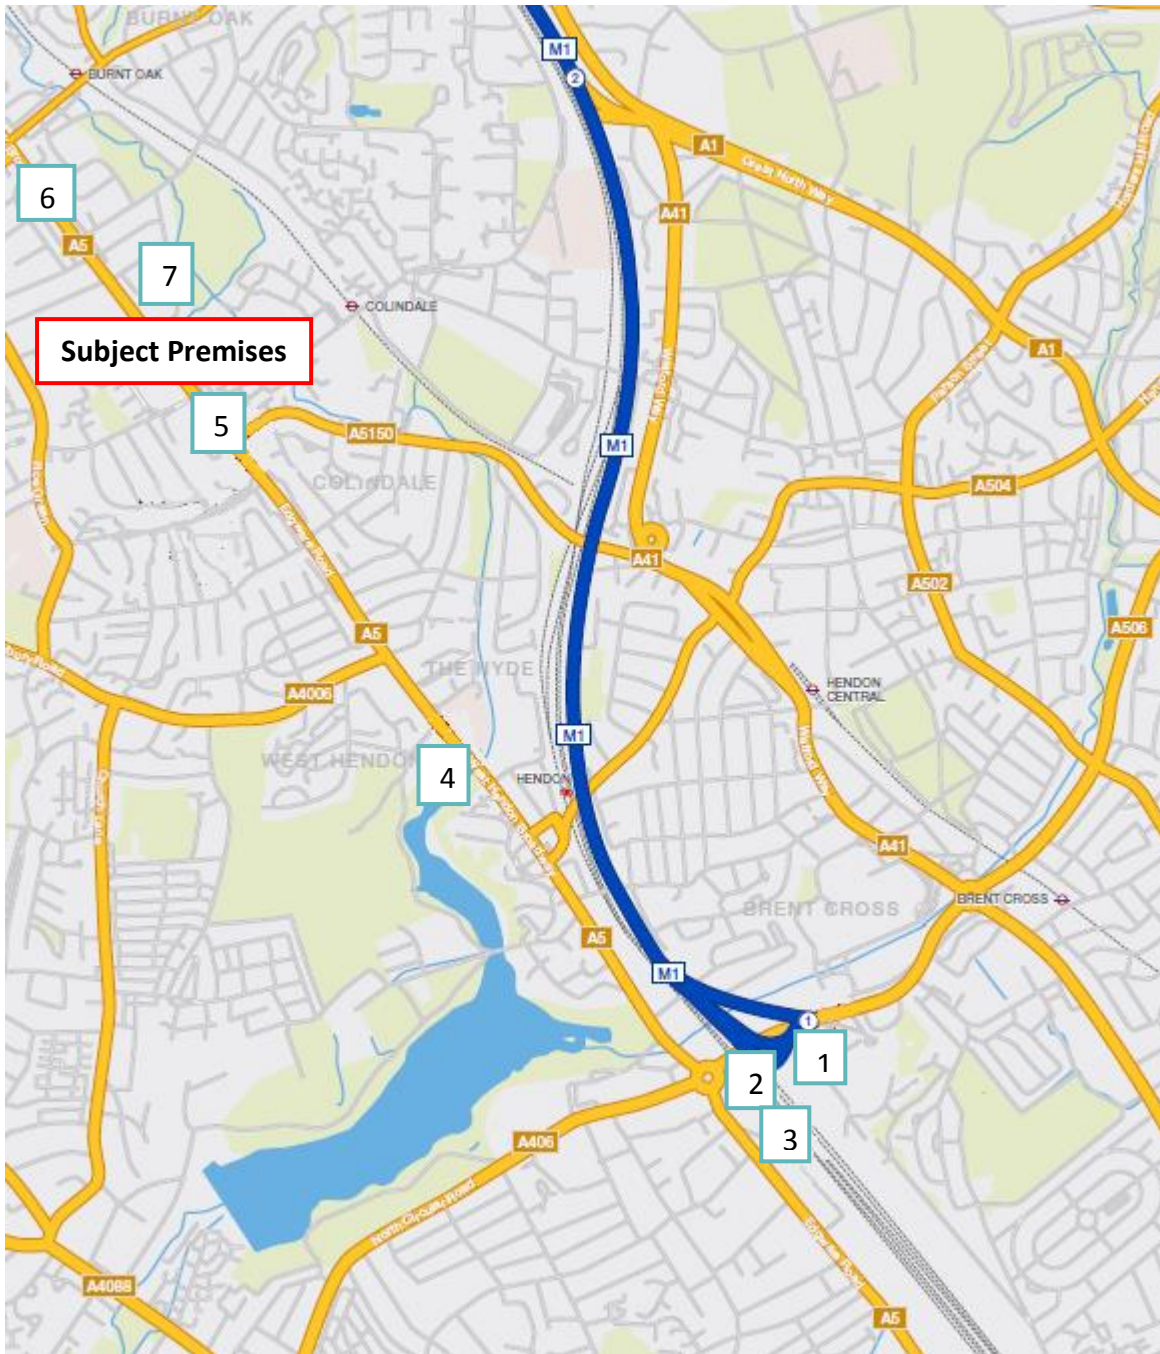 BURNT OAK
M1
BURNT OAK
2
A1
Great North Way
6
A41
A5
7
COLINDALE
Subject Premises
Watford Way
A1
5
A5150
M1
COLINDALE
A504
Edgware Road
A41
A502
A5
A506
THE HYDE
A4006
HENDON
CENTRAL
M1
WEST HENDON
4
HENDON
Watford Way
A41
BRENT CROSS
BRENT CROSS
A5
M1
1
1
2
3
A406
North Circular Road
Edgware Road
A4088
A5